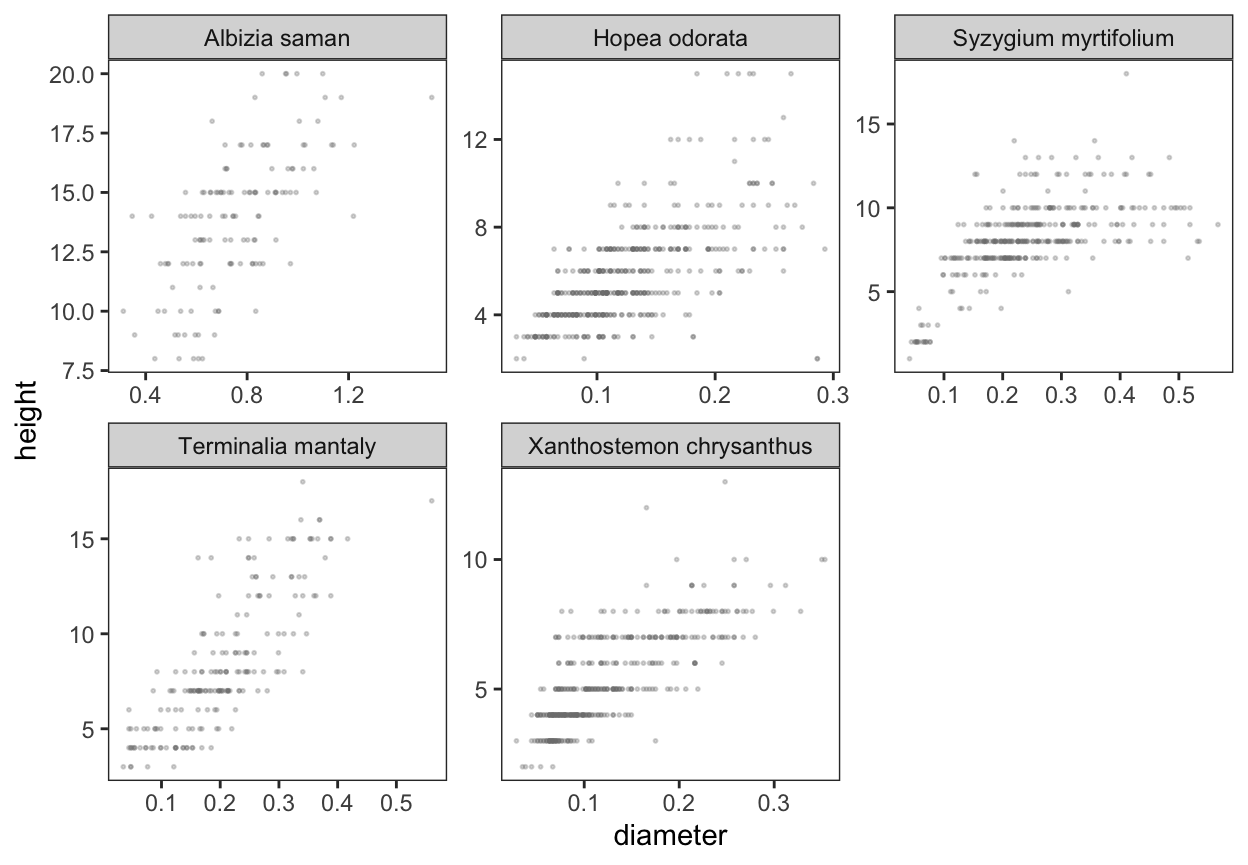 Albizia saman
Hopea odorata
Syzygium myrtifolium
20.0
17.5
15.0
12.5
10.0
7.5
0.4 0.8 1.2
12
8
4
0.1 0.2 0.3
15
10
5
0.1 0.2 0.3 0.4 0.5
height
Terminalia mantaly
Xanthostemon chrysanthus
15
10
5
0.1 0.2 0.3 0.4 0.5
10
5
0.1 0.2 0.3
diameter